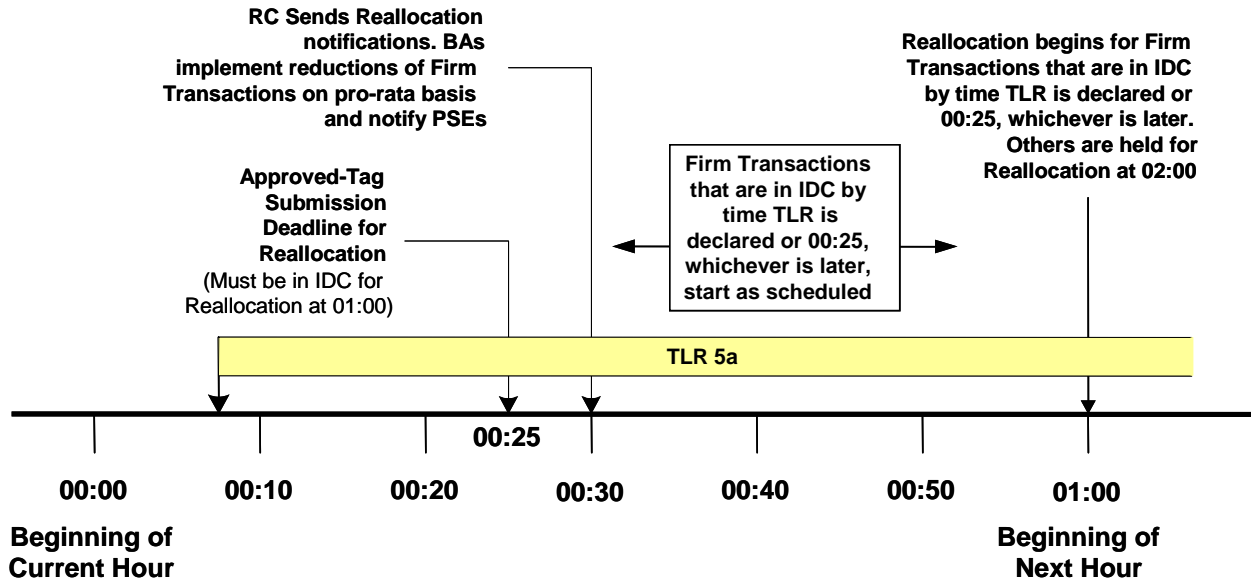 RC Sends Reallocation
notifications. BAs
implement reductions of Firm
Transactions on pro-rata basis
and notify PSEs
Reallocation begins for Firm
Transactions that are in IDC
by time TLR is declared or
00:25, whichever is later.
Others are held for
Reallocation at 02:00
Approved-Tag
Submission
Deadline for
Reallocation
(Must be in IDC for
Reallocation at 01:00)
Firm Transactions
that are in IDC by
time TLR is
declared or 00:25,
whichever is later,
start as scheduled
TLR 5a
00:25
00:00
00:10
00:20
00:30
00:40
00:50
01:00
Beginning of
Current Hour
Beginning of
Next Hour